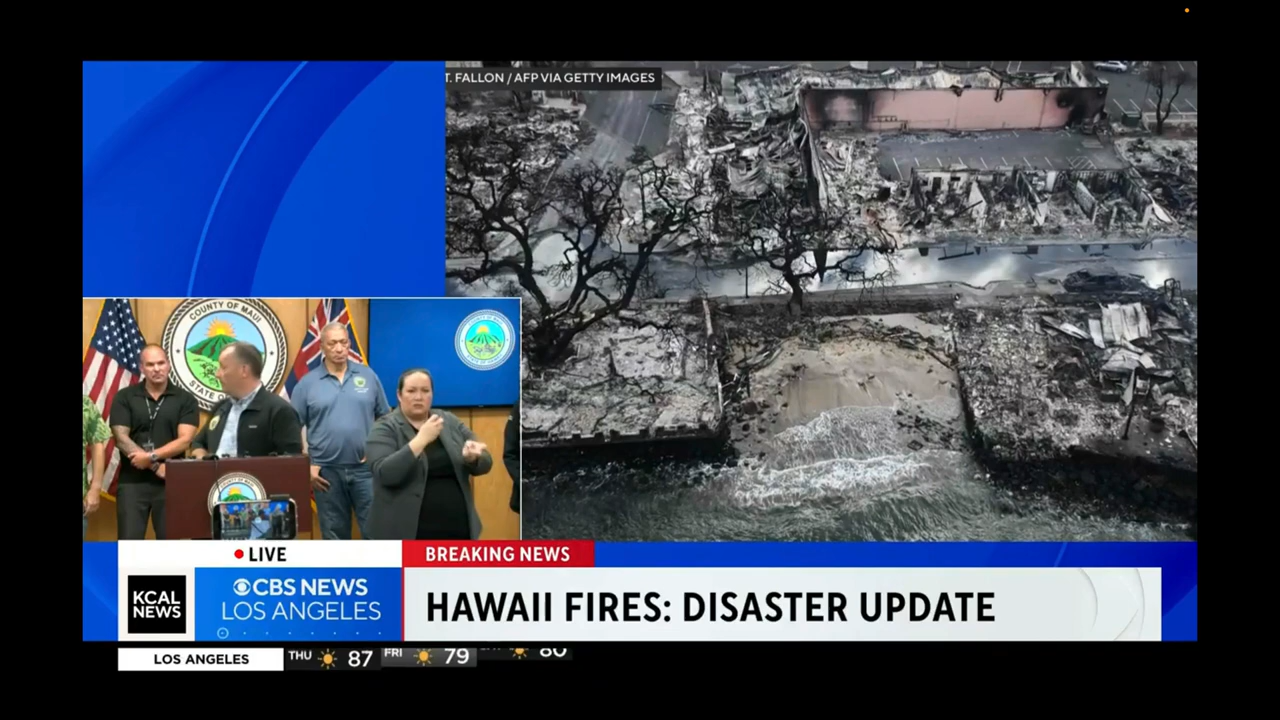 T. FALLON / AFP VIA GETTY IMAGES
COUNTY OF MAUI
STATE O
LIVE
BREAKING NEWS
KCAL
NEWS
CBS NEWS
LOS ANGELES
HAWAII FIRES: DISASTER UPDATE
LOS ANGELES
THU 87
FRI 79
80